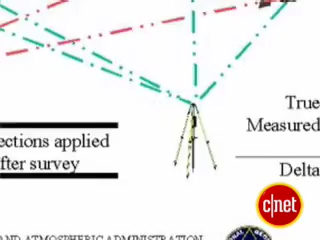 True
Measured
ections applied
fter survey
Delta
c|net
AND ATMOSPHERIC ADMINISTRATION